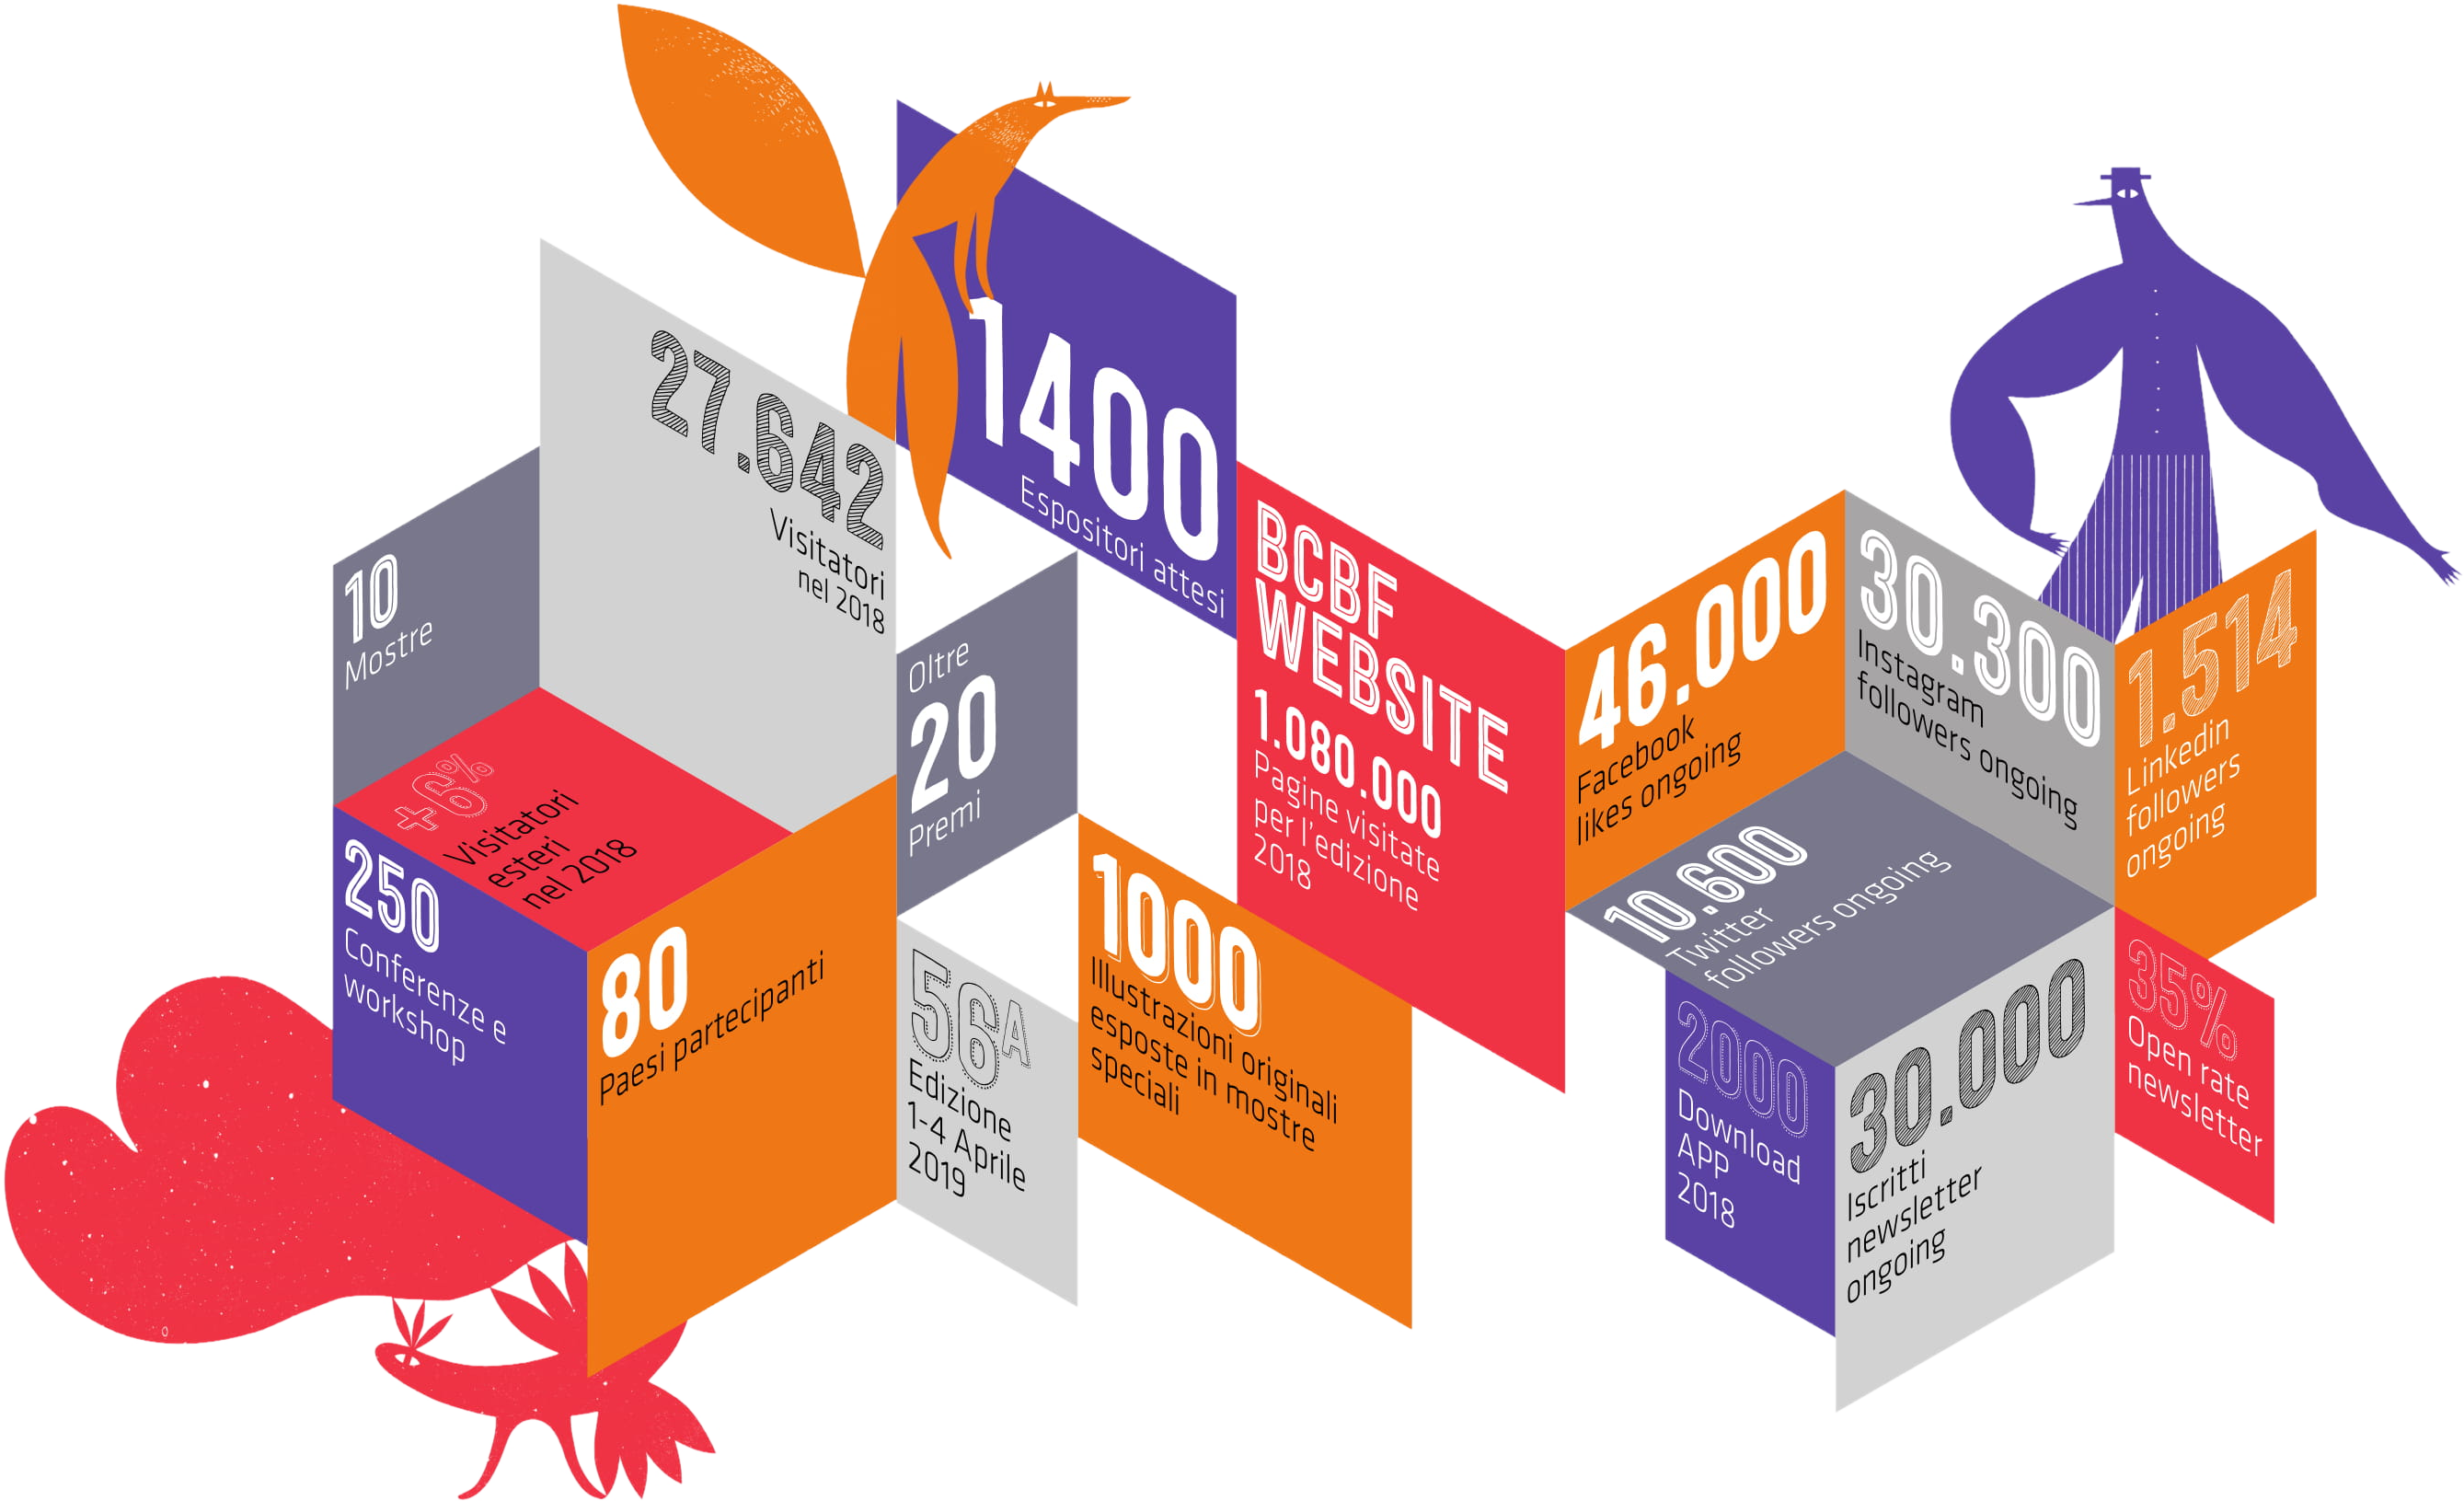 10
Mostre
27.642
Visitatori
nel 2018
1400
Espositori attesi
+6%
Visitatori
esteri
nel 2018
250
Conferenze e
workshop
80
Paesi partecipanti
Oltre
20
Premi
56A
Edizione
1-4 Aprile
2019
1000
Illustrazioni originali
esposte in mostre
speciali
BCBF
WEBSITE
1.080.000
Pagine visitate
per l'edizione
2018
46.000
Facebook
likes ongoing
30.300
Instagram
followers ongoing
1.514
Linkedin
followers
ongoing
10.600
Twitter
followers ongoing
2000
Download
APP
2018
30.000
Iscritti
newsletter
ongoing
35%
Open rate
newsletter